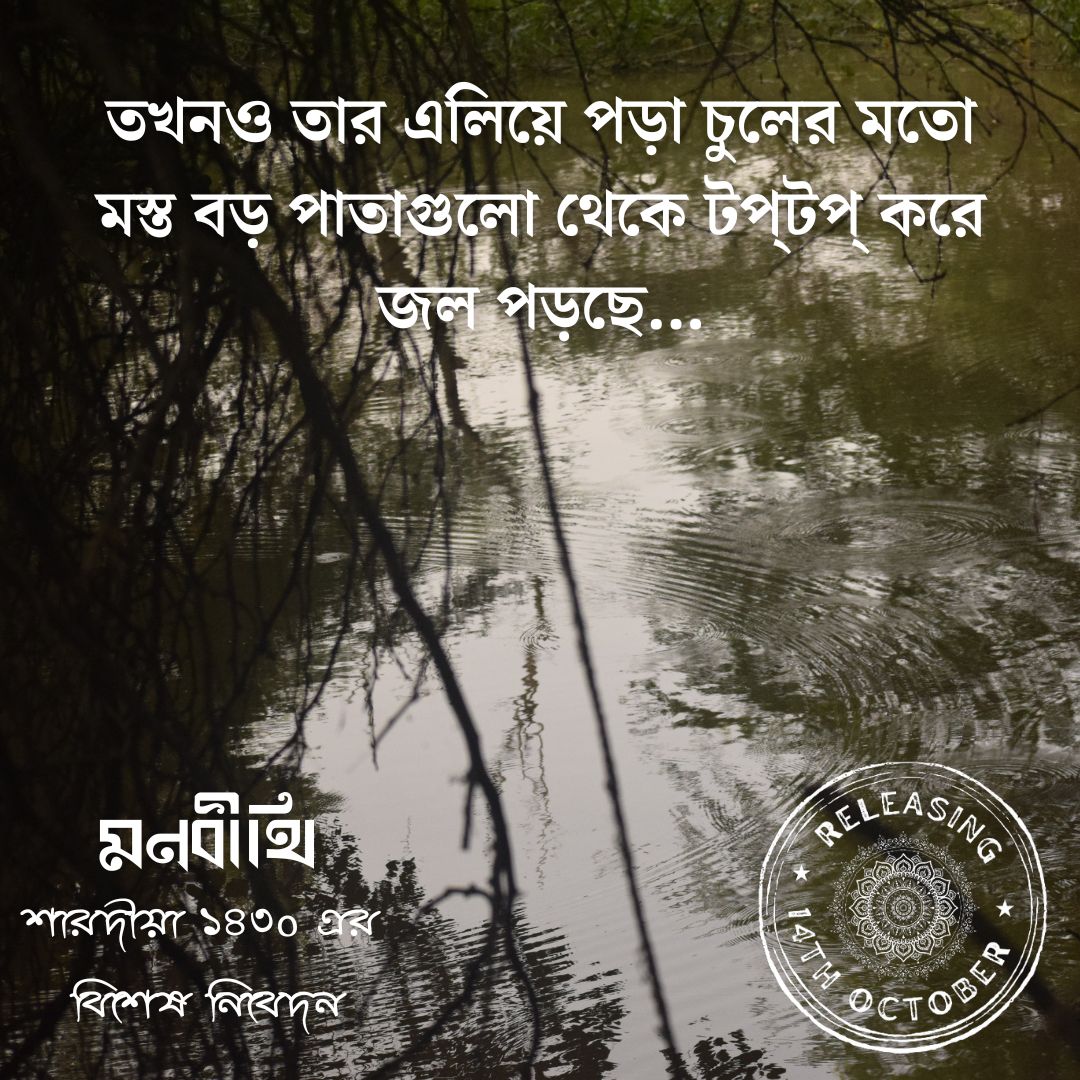 তখনও তার এলিয়ে পড়া চুলের মতো
মস্ত বড় পাতাগুলো থেকে টপ্‌টপ্ করে
জল পড়ছে...
মনবীথি
শারদীয়া ১৪৩০ এর
বিশেষ নিবেদন
RELEASING
14TH OCTOBER